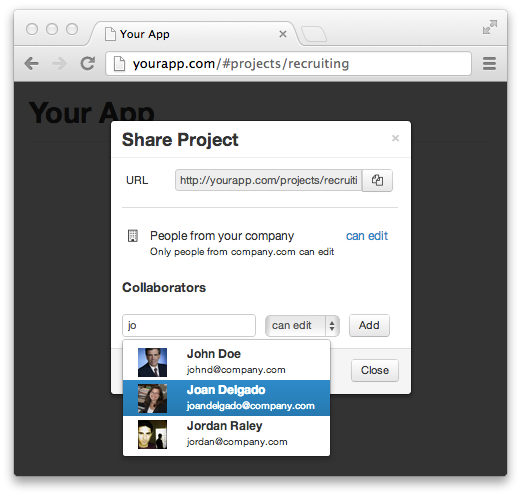 Your App
yourapp.com/#projects/recruiting
Your App
Share Project
×
URL
http://yourapp.com/projects/recruiti
People from your company
can edit
Only people from company.com can edit
Collaborators
jo
can edit
Add
John Doe
johnd@company.com
Joan Delgado
joandelgado@company.com
Jordan Raley
jordan@company.com
Close